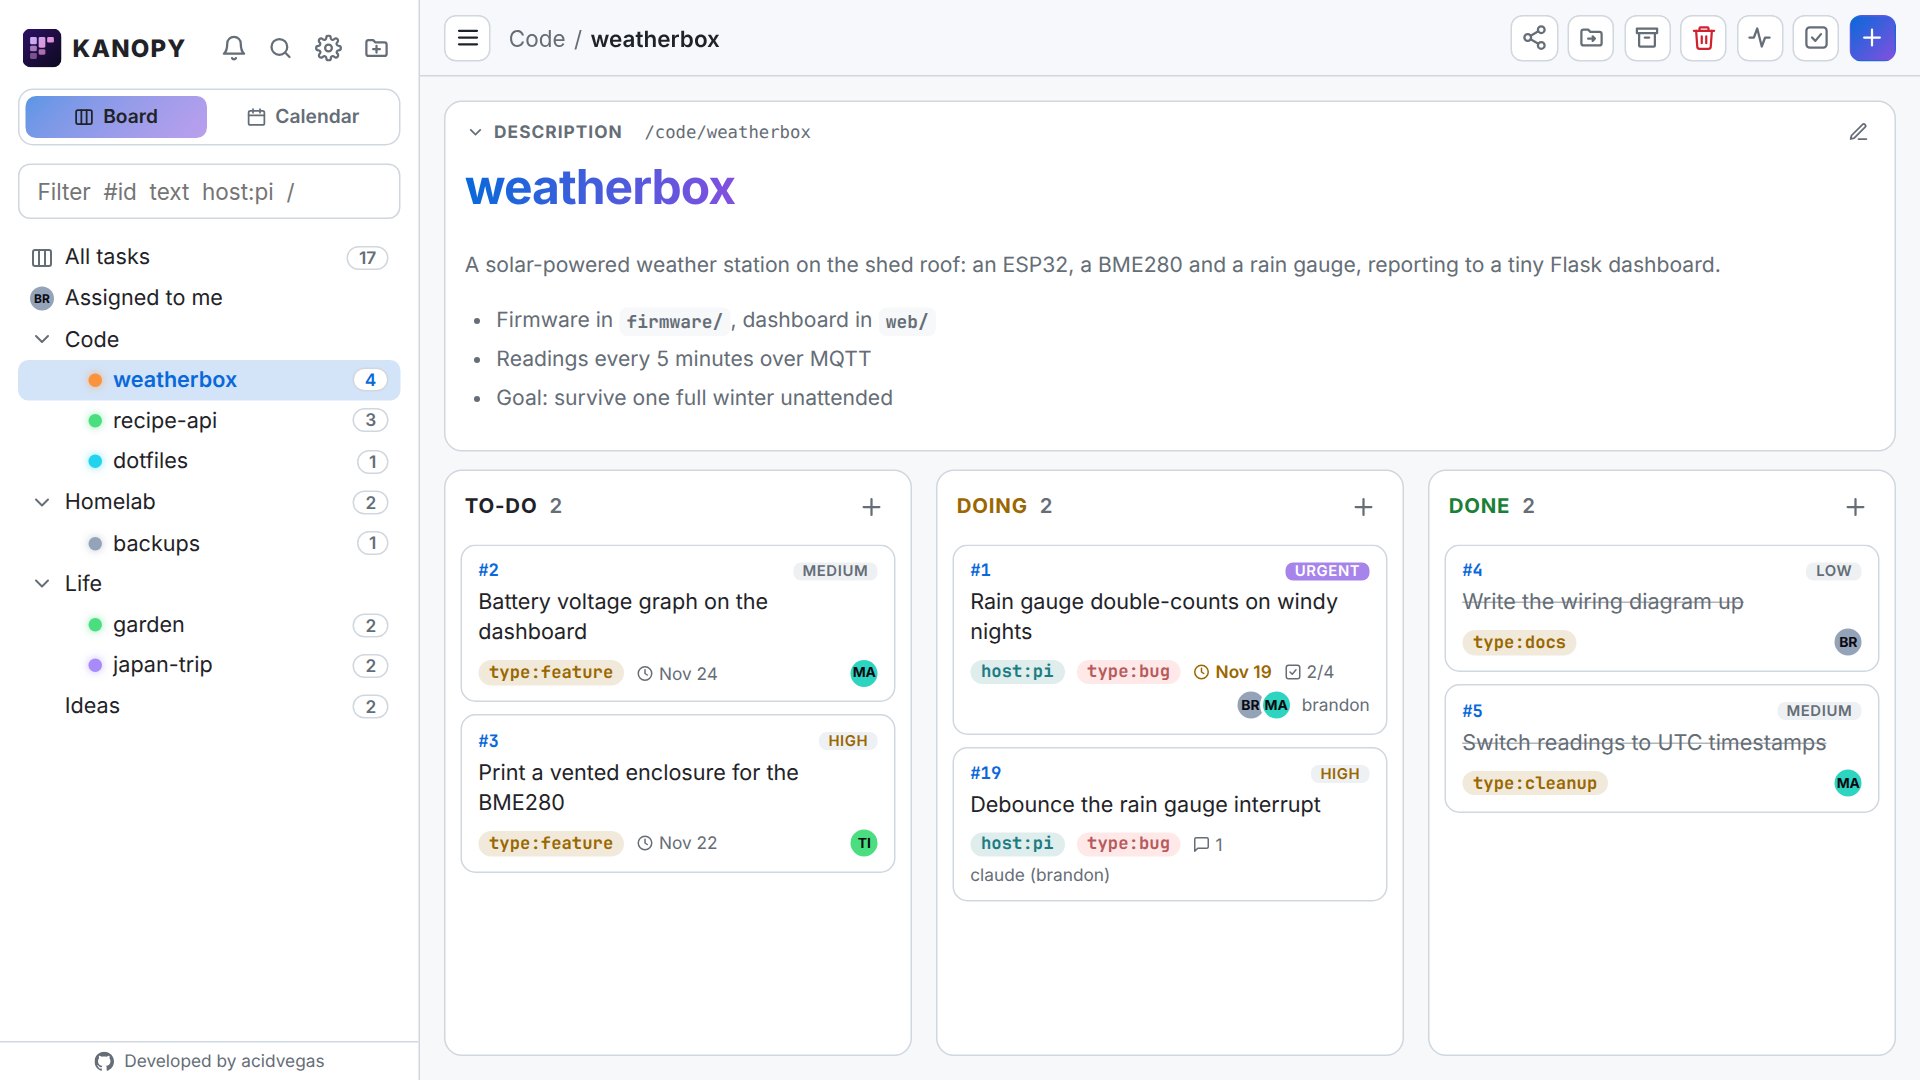 KANOPY
Board
Calendar
Filter #id text host:pi /
All tasks 17
BR Assigned to me
Code
weatherbox 4
recipe-api 3
dotfiles 1
Homelab 2
backups 1
Life
garden 2
japan-trip 2
Ideas 2
Developed by acidvegas
Code / weatherbox
DESCRIPTION /code/weatherbox
weatherbox
A solar-powered weather station on the shed roof: an ESP32, a BME280 and a rain gauge, reporting to a tiny Flask dashboard.
• Firmware in firmware/ , dashboard in web/
• Readings every 5 minutes over MQTT
• Goal: survive one full winter unattended
TO-DO 2
#2 MEDIUM
Battery voltage graph on the
dashboard
type:feature Nov 24 MA
#3 HIGH
Print a vented enclosure for the
BME280
type:feature Nov 22 TI
DOING 2
#1 URGENT
Rain gauge double-counts on windy
nights
host:pi type:bug Nov 19 2/4
BR MA brandon
#19 HIGH
Debounce the rain gauge interrupt
host:pi type:bug 1
claude (brandon)
DONE 2
#4 LOW
Write the wiring diagram up
type:docs BR
#5 MEDIUM
Switch readings to UTC timestamps
type:cleanup MA